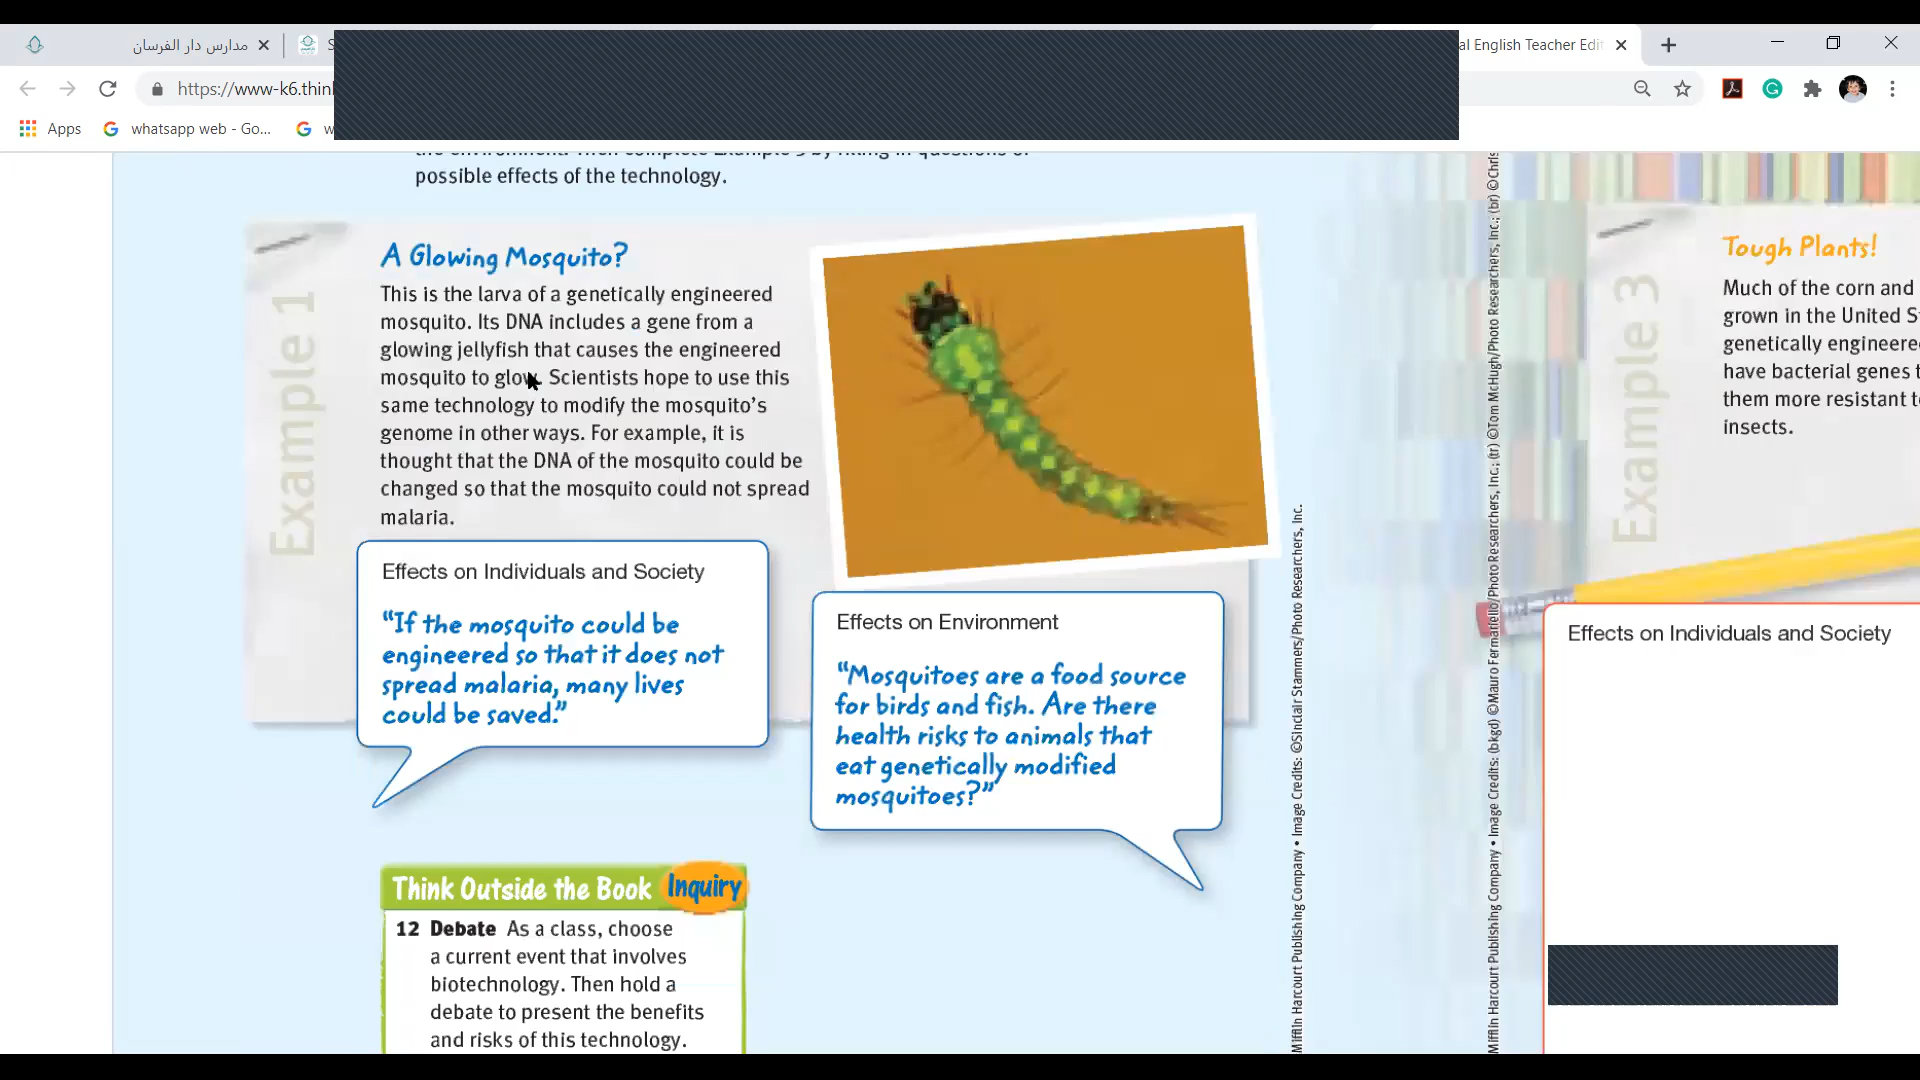 مدارس دار الفرسان
S
al English Teacher Edit
https://www-k6.think
Apps
whatsapp web - Go...
w
possible effects of the technology.
Example 1
A Glowing Mosquito?
This is the larva of a genetically engineered
mosquito. Its DNA includes a gene from a
glowing jellyfish that causes the engineered
mosquito to glow. Scientists hope to use this
same technology to modify the mosquito's
genome in other ways. For example, it is
thought that the DNA of the mosquito could be
changed so that the mosquito could not spread
malaria.
Effects on Individuals and Society
“If the mosquito could be
engineered so that it does not
spread malaria, many lives
could be saved.”
Effects on Environment
“Mosquitoes are a food source
for birds and fish. Are there
health risks to animals that
eat genetically modified
mosquitoes?”
Think Outside the Book Inquiry
12 Debate As a class, choose
a current event that involves
biotechnology. Then hold a
debate to present the benefits
and risks of this technology.
Mifflin Harcourt Publishing Company • Image Credits: ©Sinclair Stammers/Photo Researchers, Inc.
Mifflin Harcourt Publishing Company • Image Credits: (bkgd) ©Mauro Fermariello/Photo Researchers, Inc.; (tr) ©Tom McHugh/Photo Researchers, Inc.; (br) ©Chris
Example 3
Tough Plants!
Much of the corn and
grown in the United S
genetically engineere
have bacterial genes t
them more resistant t
insects.
Effects on Individuals and Society